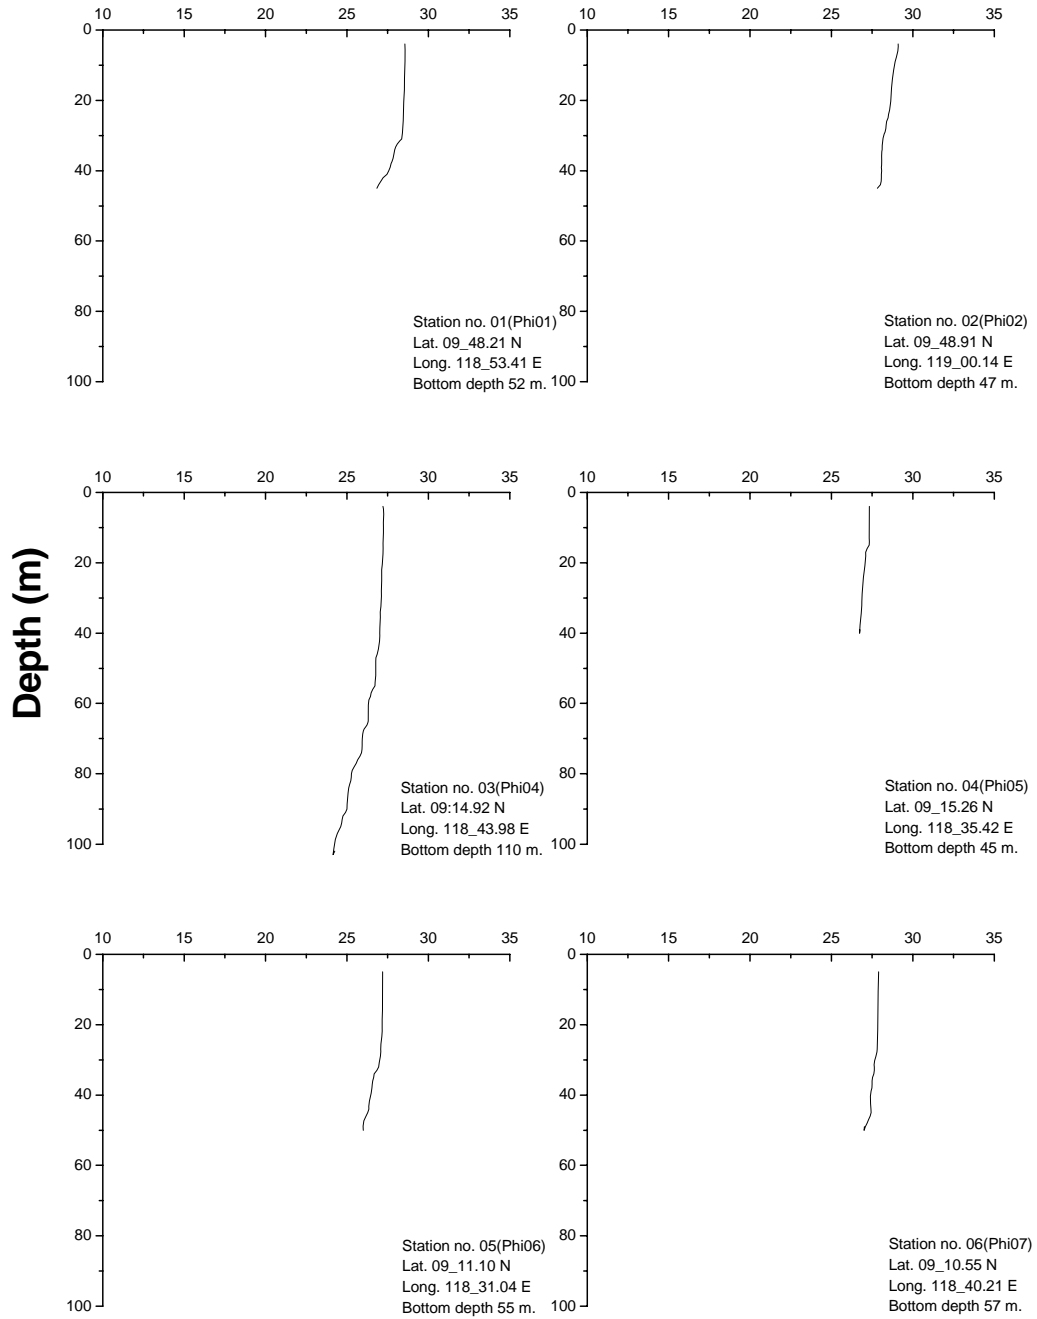 10 15 20 25 30 35
0
20
40
60
80
100
Station no. 01(Phi01)
Lat. 09_48.21 N
Long. 118_53.41 E
Bottom depth 52 m.
10 15 20 25 30 35
0
20
40
60
80
100
Station no. 02(Phi02)
Lat. 09_48.91 N
Long. 119_00.14 E
Bottom depth 47 m.
Depth (m)
10 15 20 25 30 35
0
20
40
60
80
100
Station no. 03(Phi04)
Lat. 09:14.92 N
Long. 118_43.98 E
Bottom depth 110 m.
10 15 20 25 30 35
0
20
40
60
80
100
Station no. 04(Phi05)
Lat. 09_15.26 N
Long. 118_35.42 E
Bottom depth 45 m.
10 15 20 25 30 35
0
20
40
60
80
100
Station no. 05(Phi06)
Lat. 09_11.10 N
Long. 118_31.04 E
Bottom depth 55 m.
10 15 20 25 30 35
0
20
40
60
80
100
Station no. 06(Phi07)
Lat. 09_10.55 N
Long. 118_40.21 E
Bottom depth 57 m.